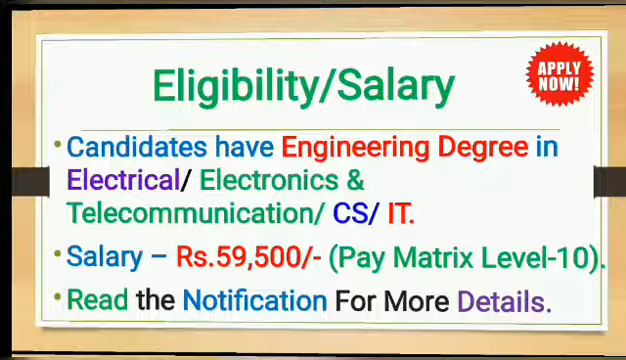 Eligibility/Salary
APPLY
NOW!
• Candidates have Engineering Degree in
Electrical/ Electronics &
Telecommunication/ CS/ IT.
• Salary – Rs.59,500/- (Pay Matrix Level-10).
• Read the Notification For More Details.